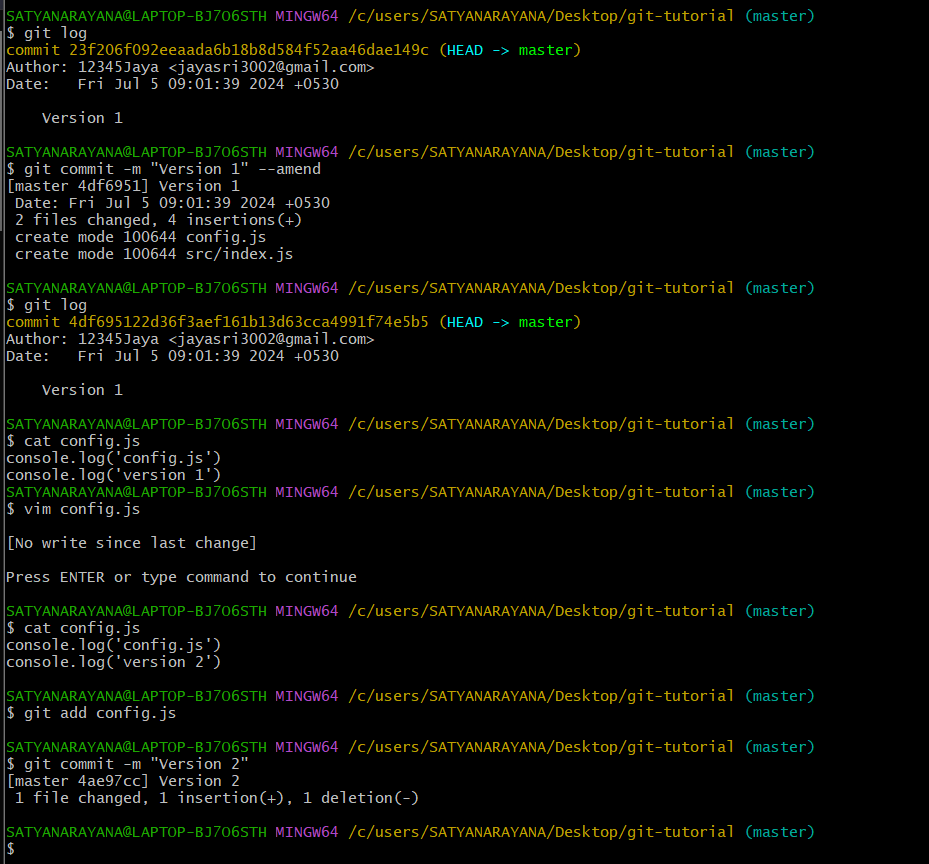 SATYANARAYANA@LAPTOP-BJ7O6STH MINGW64 /c/users/SATYANARAYANA/Desktop/git-tutorial (master)
$ git log
commit 23f206f092eeaada6b18b8d584f52aa46dae149c (HEAD -> master)
Author: 12345Jaya <jayasri3002@gmail.com>
Date:   Fri Jul 5 09:01:39 2024 +0530
    Version 1
SATYANARAYANA@LAPTOP-BJ7O6STH MINGW64 /c/users/SATYANARAYANA/Desktop/git-tutorial (master)
$ git commit -m "Version 1" --amend
[master 4df6951] Version 1
 Date: Fri Jul 5 09:01:39 2024 +0530
 2 files changed, 4 insertions(+)
 create mode 100644 config.js
 create mode 100644 src/index.js
SATYANARAYANA@LAPTOP-BJ7O6STH MINGW64 /c/users/SATYANARAYANA/Desktop/git-tutorial (master)
$ git log
commit 4df695122d36f3aef161b13d63cca4991f74e5b5 (HEAD -> master)
Author: 12345Jaya <jayasri3002@gmail.com>
Date:   Fri Jul 5 09:01:39 2024 +0530
    Version 1
SATYANARAYANA@LAPTOP-BJ7O6STH MINGW64 /c/users/SATYANARAYANA/Desktop/git-tutorial (master)
$ cat config.js
console.log('config.js')
console.log('version 1')
SATYANARAYANA@LAPTOP-BJ7O6STH MINGW64 /c/users/SATYANARAYANA/Desktop/git-tutorial (master)
$ vim config.js
[No write since last change]
Press ENTER or type command to continue
SATYANARAYANA@LAPTOP-BJ7O6STH MINGW64 /c/users/SATYANARAYANA/Desktop/git-tutorial (master)
$ cat config.js
console.log('config.js')
console.log('version 2')
SATYANARAYANA@LAPTOP-BJ7O6STH MINGW64 /c/users/SATYANARAYANA/Desktop/git-tutorial (master)
$ git add config.js
SATYANARAYANA@LAPTOP-BJ7O6STH MINGW64 /c/users/SATYANARAYANA/Desktop/git-tutorial (master)
$ git commit -m "Version 2"
[master 4ae97cc] Version 2
 1 file changed, 1 insertion(+), 1 deletion(-)
SATYANARAYANA@LAPTOP-BJ7O6STH MINGW64 /c/users/SATYANARAYANA/Desktop/git-tutorial (master)
$